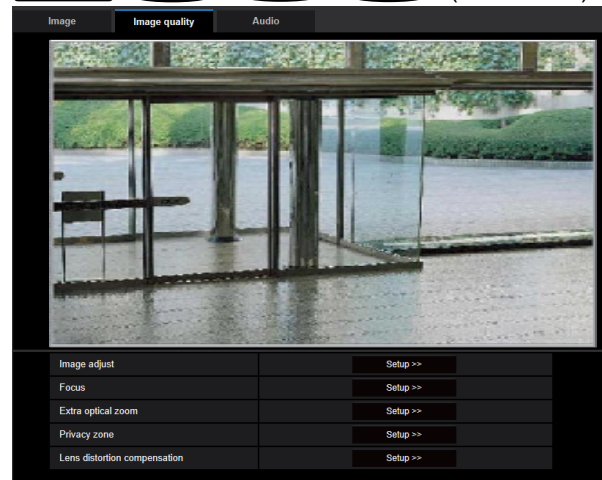 Image Image quality Audio
Image adjust Setup >>
Focus Setup >>
Extra optical zoom Setup >>
Privacy zone Setup >>
Lens distortion compensation Setup >>